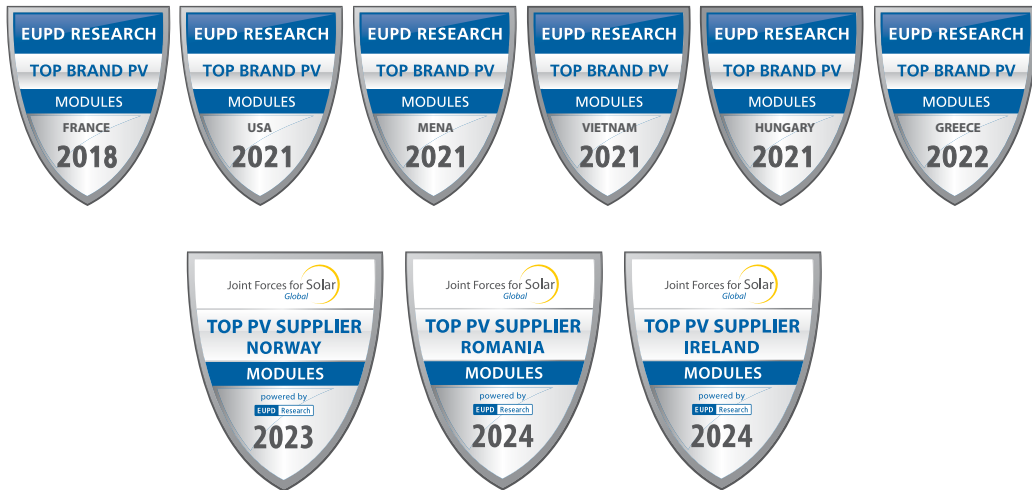 EUPD RESEARCH
TOP BRAND PV
MODULES
FRANCE
2018
EUPD RESEARCH
TOP BRAND PV
MODULES
USA
2021
EUPD RESEARCH
TOP BRAND PV
MODULES
MENA
2021
EUPD RESEARCH
TOP BRAND PV
MODULES
VIETNAM
2021
EUPD RESEARCH
TOP BRAND PV
MODULES
HUNGARY
2021
EUPD RESEARCH
TOP BRAND PV
MODULES
GREECE
2022
Joint Forces for Solar
Global
TOP PV SUPPLIER
NORWAY
MODULES
powered by
EUPD Research
2023
Joint Forces for Solar
Global
TOP PV SUPPLIER
ROMANIA
MODULES
powered by
EUPD Research
2024
Joint Forces for Solar
Global
TOP PV SUPPLIER
IRELAND
MODULES
powered by
EUPD Research
2024